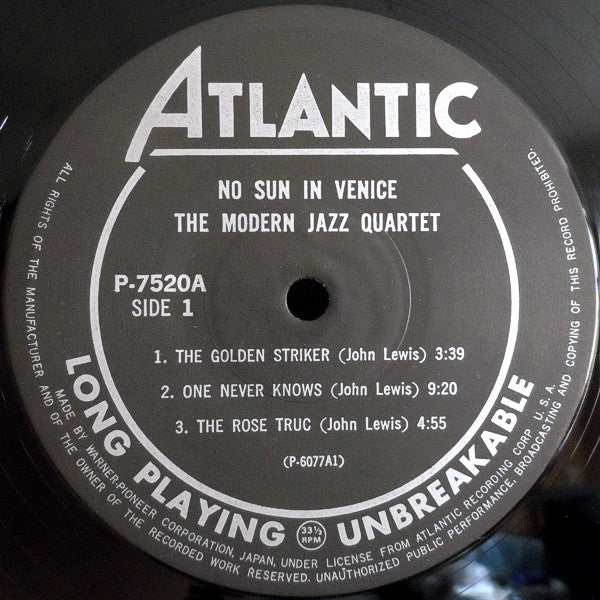 ATLANTIC
NO SUN IN VENICE
THE MODERN JAZZ QUARTET
P-7520A
SIDE 1
1. THE GOLDEN STRIKER (John Lewis) 3:39
2. ONE NEVER KNOWS (John Lewis) 9:20
3. THE ROSE TRUC (John Lewis) 4:55
(P-6077A1)
LONG PLAYING 33⅓ RPM UNBREAKABLE
MADE BY WARNER-PIONEER CORPORATION, JAPAN, UNDER LICENSE FROM ATLANTIC RECORDING CORP U.S.A.
ALL RIGHTS OF THE MANUFACTURER AND OF THE OWNER OF THE RECORDED WORK RESERVED. UNAUTHORIZED PUBLIC PERFORMANCE, BROADCASTING AND COPYING OF THIS RECORD PROHIBITED.